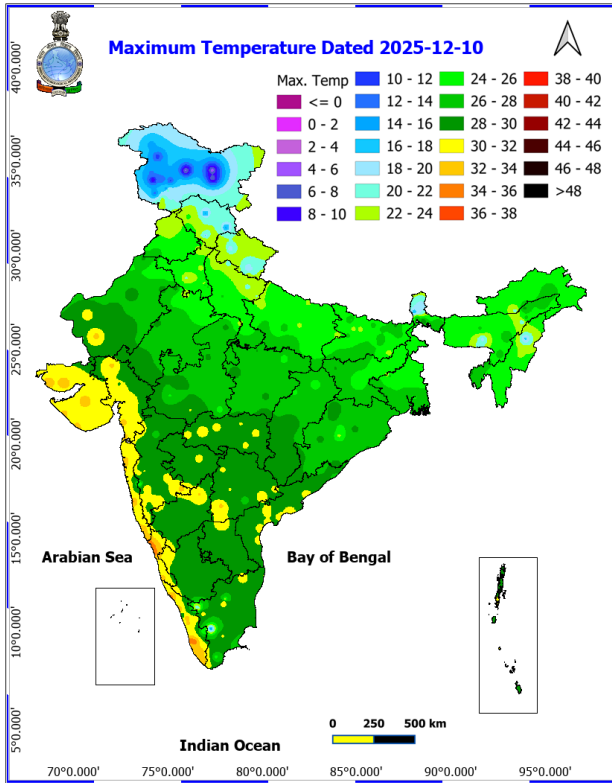 Maximum Temperature Dated 2025-12-10
Max. Temp
<= 0
0 - 2
2 - 4
4 - 6
6 - 8
8 - 10
10 - 12
12 - 14
14 - 16
16 - 18
18 - 20
20 - 22
22 - 24
24 - 26
26 - 28
28 - 30
30 - 32
32 - 34
34 - 36
36 - 38
38 - 40
40 - 42
42 - 44
44 - 46
46 - 48
>48
40°0.000'
35°0.000'
30°0.000'
25°0.000'
20°0.000'
15°0.000'
10°0.000'
5°0.000'
Arabian Sea
Bay of Bengal
0 250 500 km
Indian Ocean
70°0.000' 75°0.000' 80°0.000' 85°0.000' 90°0.000' 95°0.000'